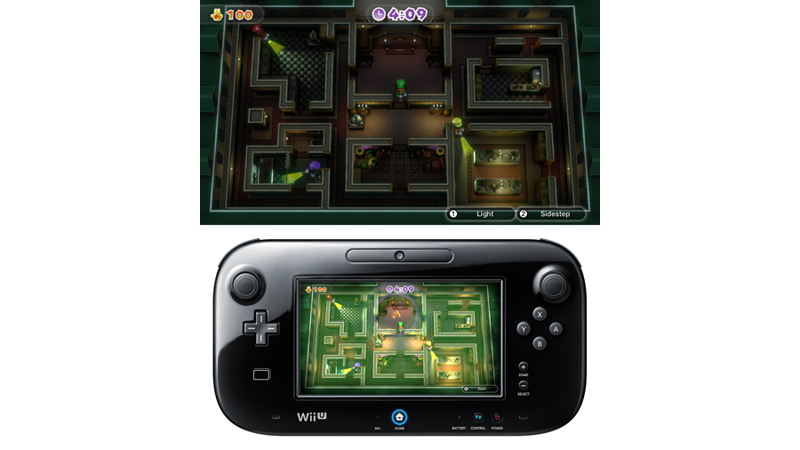 100
4:09
1 Light
2 Sidestep
100
4:09
X
Y
A
B
START
SELECT
Wii U
MIC
HOME
BATTERY
TV
CONTROL
POWER